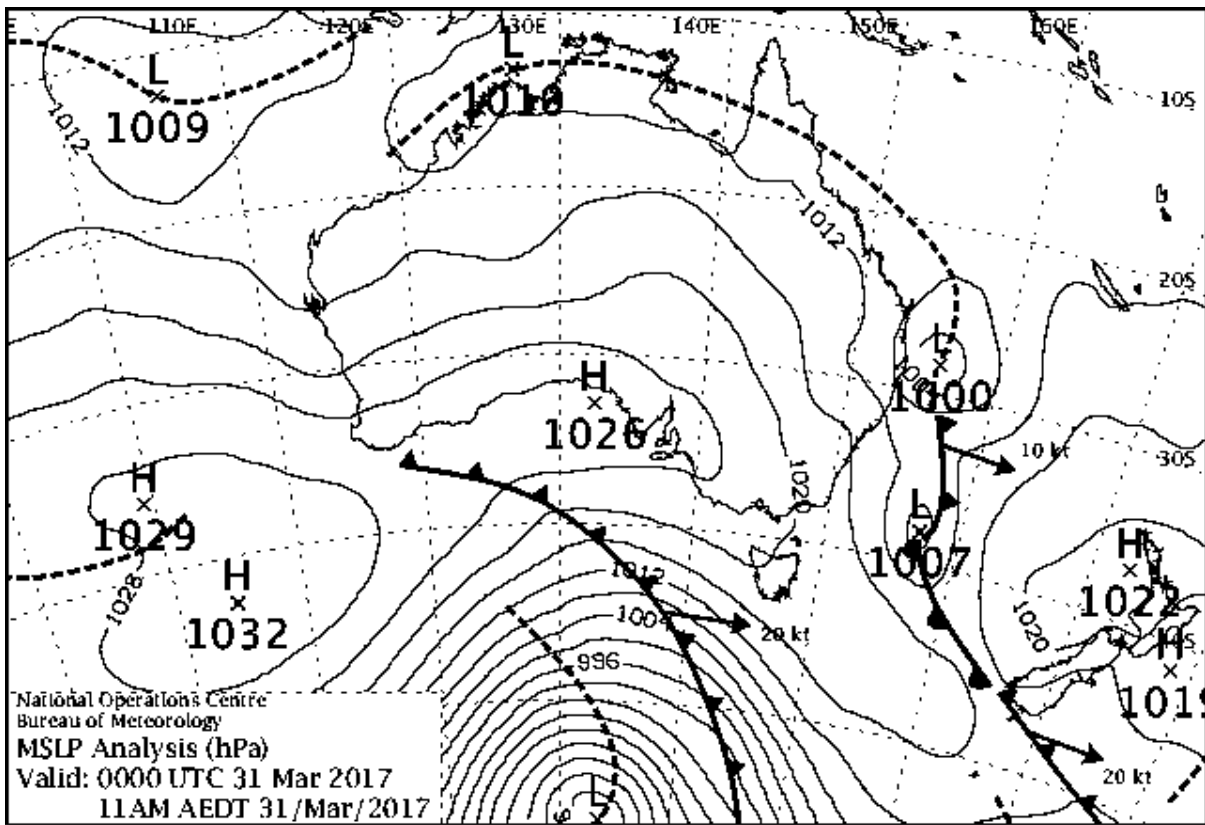 110E 120E 130E 140E 150E 160E
L
L
10S
1010
1009
1012
1012
20S
L
1000
H
1026
10 kt
30S
1020
H
1029
L
1007
H
1022
1028
H
1032
1012
1004
20 kt
1020
996
H
1019
20 kt
L
National Operations Centre
Bureau of Meteorology
MSLP Analysis (hPa)
Valid: 0000 UTC 31 Mar 2017
11AM AEDT 31/Mar/2017